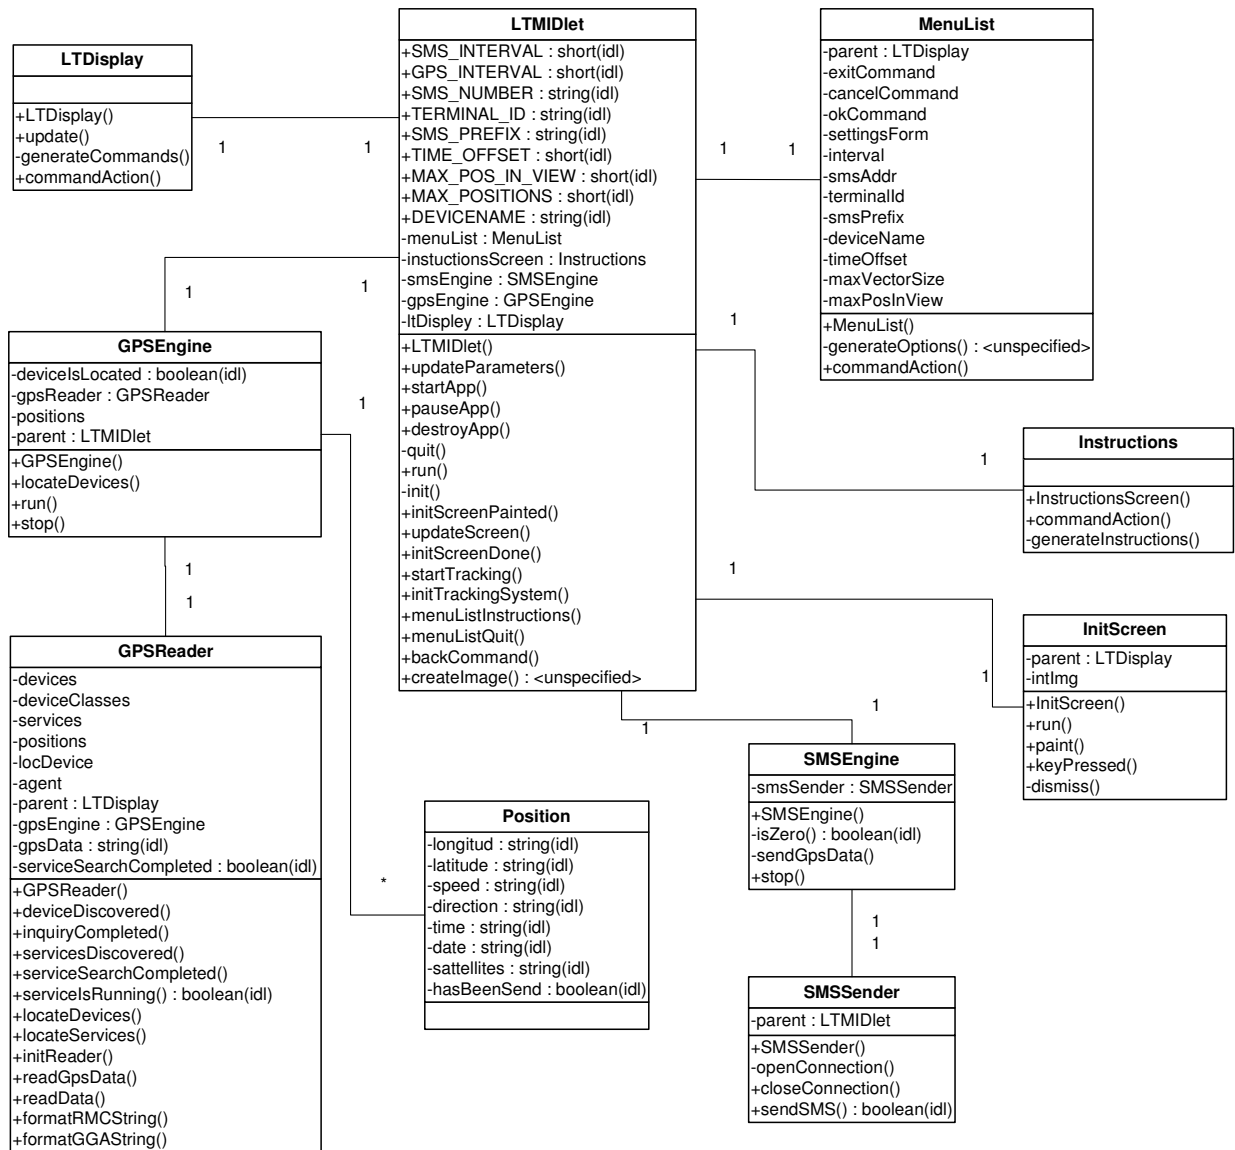 LTDisplay
+LTDisplay()
+update()
-generateCommands()
+commandAction()
1
1
LTMIDlet
+SMS_INTERVAL : short(idl)
+GPS_INTERVAL : short(idl)
+SMS_NUMBER : string(idl)
+TERMINAL_ID : string(idl)
+SMS_PREFIX : string(idl)
+TIME_OFFSET : short(idl)
+MAX_POS_IN_VIEW : short(idl)
+MAX_POSITIONS : short(idl)
+DEVICENAME : string(idl)
-menuList : MenuList
-instuctionsScreen : Instructions
-smsEngine : SMSEngine
-gpsEngine : GPSEngine
-ltDispley : LTDisplay
+LTMIDlet()
+updateParameters()
+startApp()
+pauseApp()
+destroyApp()
-quit()
+run()
-init()
+initScreenPainted()
+updateScreen()
+initScreenDone()
+startTracking()
+initTrackingSystem()
+menuListInstructions()
+menuListQuit()
+backCommand()
+createImage() : <unspecified>
1
1
MenuList
-parent : LTDisplay
-exitCommand
-cancelCommand
-okCommand
-settingsForm
-interval
-smsAddr
-terminalId
-smsPrefix
-deviceName
-timeOffset
-maxVectorSize
-maxPosInView
+MenuList()
-generateOptions() : <unspecified>
+commandAction()
1
1
GPSEngine
-deviceIsLocated : boolean(idl)
-gpsReader : GPSReader
-positions
-parent : LTMIDlet
+GPSEngine()
+locateDevices()
+run()
+stop()
1
1
1
Instructions
+InstructionsScreen()
+commandAction()
-generateInstructions()
1
1
GPSReader
-devices
-deviceClasses
-services
-positions
-locDevice
-agent
-parent : LTDisplay
-gpsEngine : GPSEngine
-gpsData : string(idl)
-serviceSearchCompleted : boolean(idl)
+GPSReader()
+deviceDiscovered()
+inquiryCompleted()
+servicesDiscovered()
+serviceSearchCompleted()
+serviceIsRunning() : boolean(idl)
+locateDevices()
+locateServices()
+initReader()
+readGpsData()
+readData()
+formatRMCString()
+formatGGAString()
*
Position
-longitud : string(idl)
-latitude : string(idl)
-speed : string(idl)
-direction : string(idl)
-time : string(idl)
-date : string(idl)
-sattellites : string(idl)
-hasBeenSend : boolean(idl)
1
1
InitScreen
-parent : LTDisplay
-intImg
+InitScreen()
+run()
+paint()
+keyPressed()
-dismiss()
1
1
SMSEngine
-smsSender : SMSSender
+SMSEngine()
-isZero() : boolean(idl)
-sendGpsData()
+stop()
1
1
SMSSender
-parent : LTMIDlet
+SMSSender()
-openConnection()
+closeConnection()
+sendSMS() : boolean(idl)